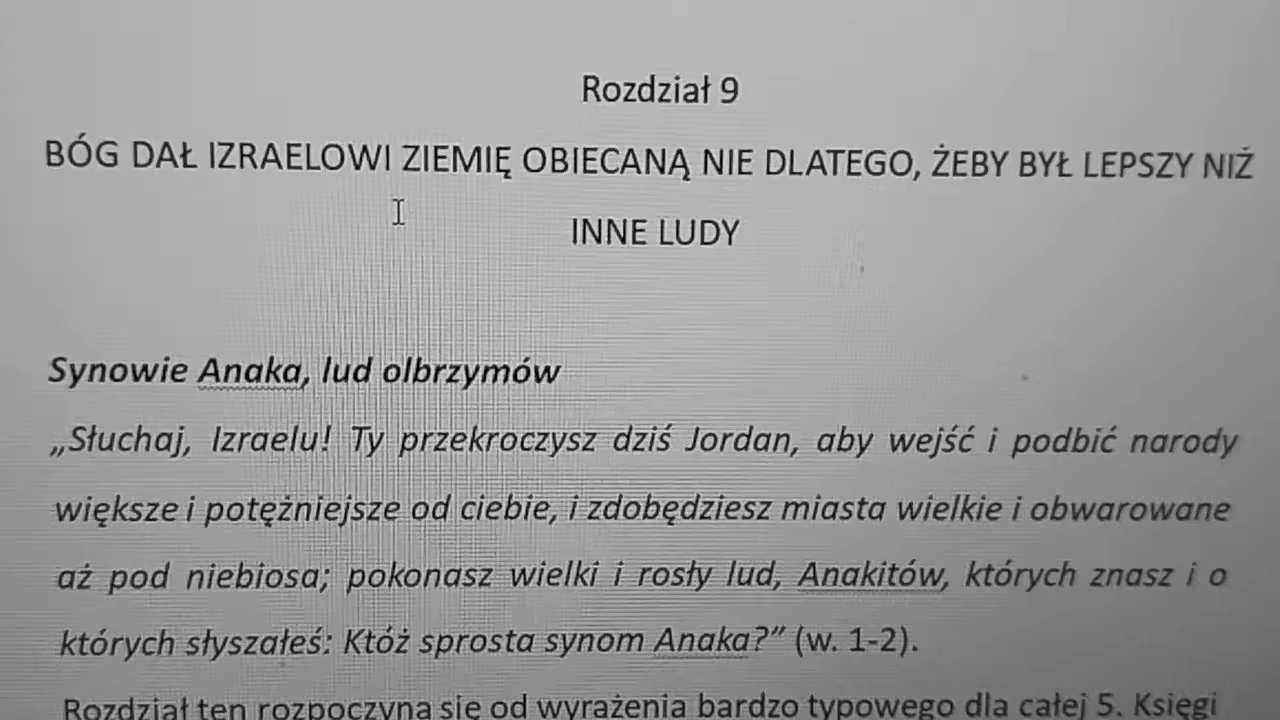 Rozdział 9
BÓG DAŁ IZRAELOWI ZIEMIĘ OBIECANĄ NIE DLATEGO, ŻEBY BYŁ LEPSZY NIŻ
INNE LUDY
Synowie Anaka, lud olbrzymów
„Słuchaj, Izraelu! Ty przekroczysz dziś Jordan, aby wejść i podbić narody
większe i potężniejsze od ciebie, i zdobędziesz miasta wielkie i obwarowane
aż pod niebiosa; pokonasz wielki i rosły lud, Anakitów, których znasz i o
których słyszałeś: Któż sprosta synom Anaka?” (w. 1-2).
Rozdział ten rozpoczyna się od wyrażenia bardzo typowego dla całej 5. Księgi